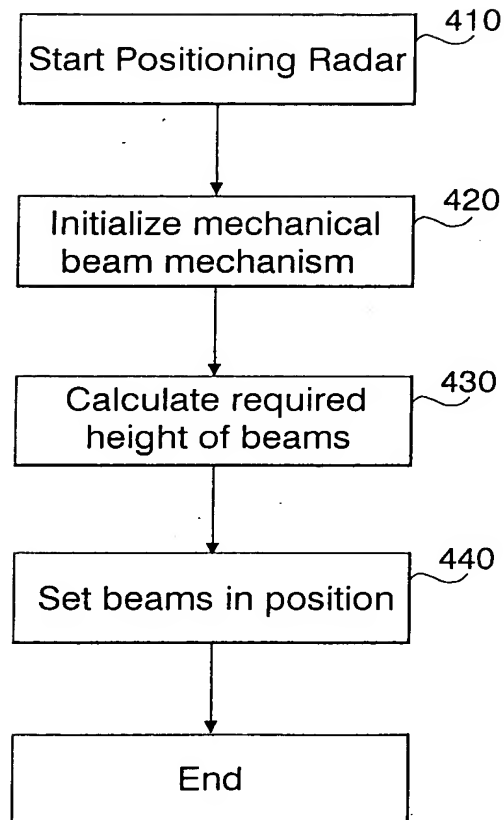 410
Start Positioning Radar
420
Initialize mechanical
beam mechanism
430
Calculate required
height of beams
440
Set beams in position
End